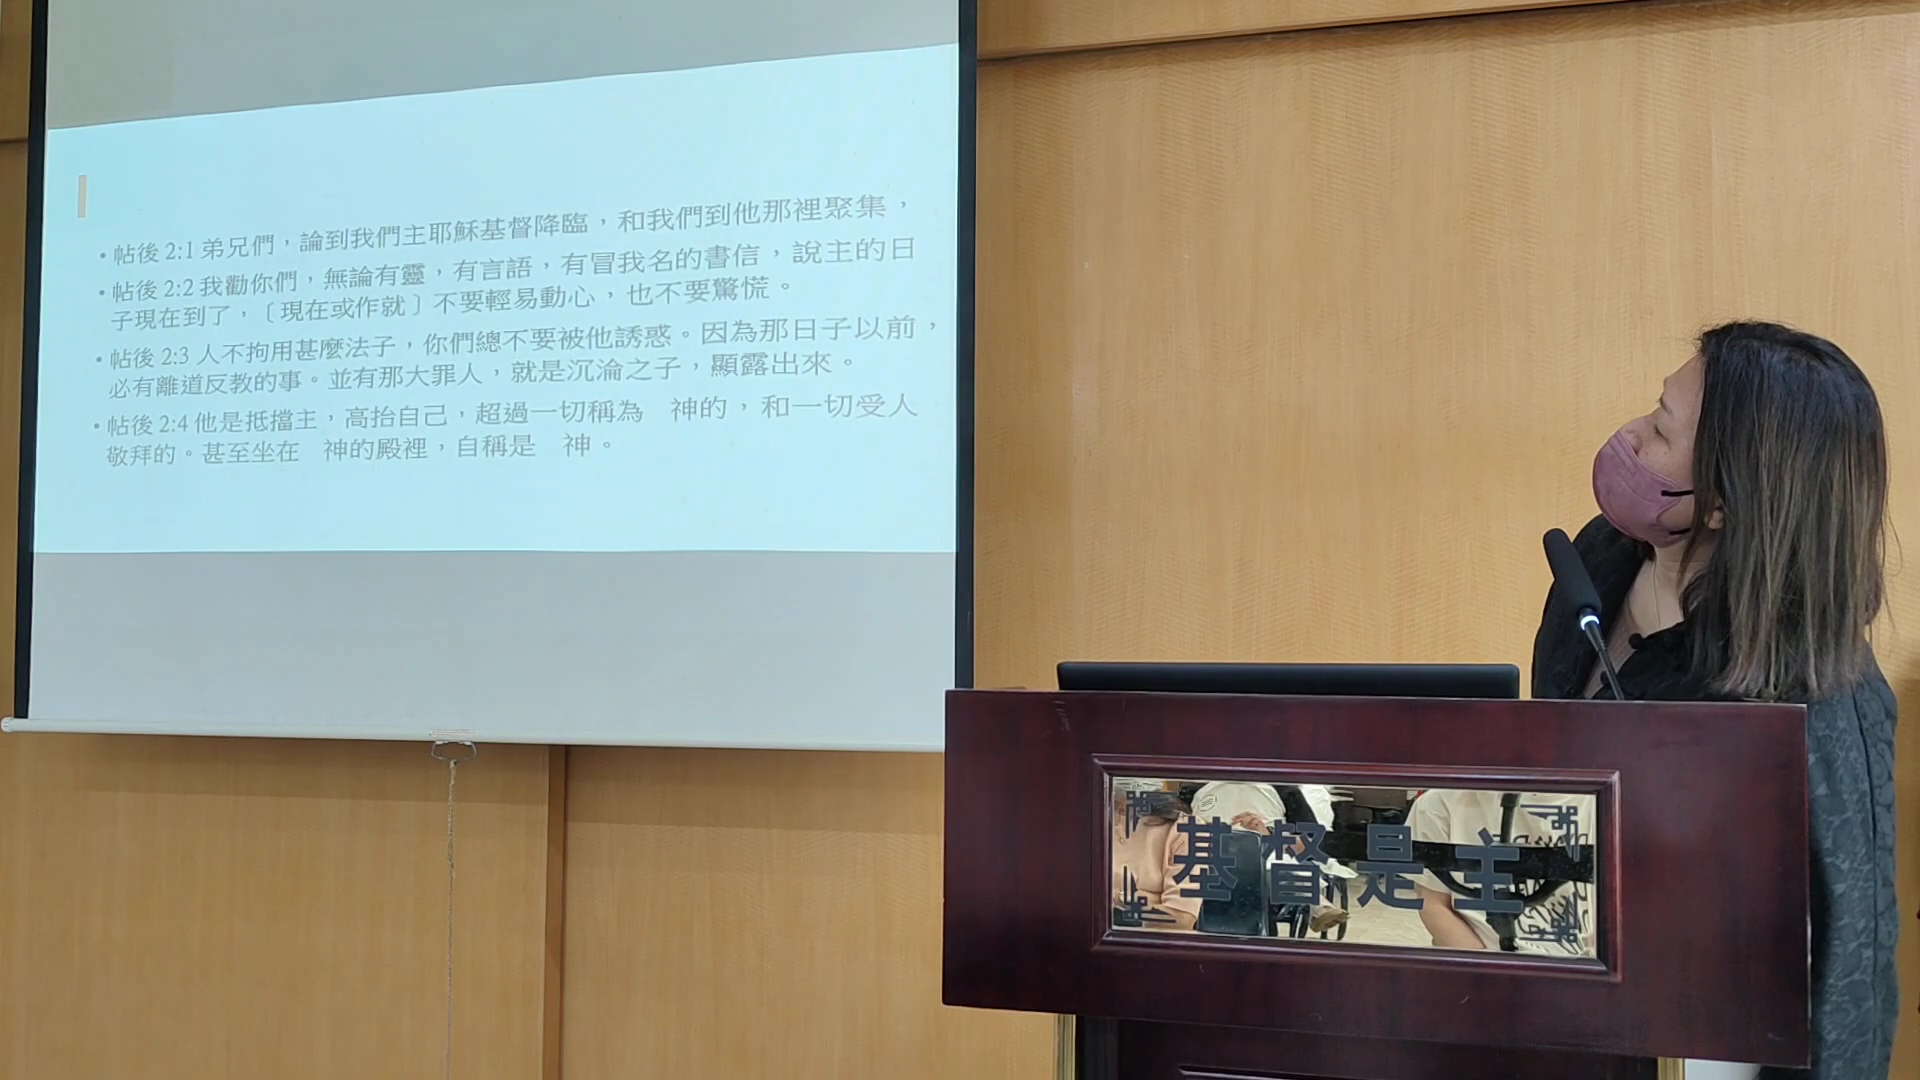 • 帖後 2:1 弟兄們，論到我們主耶穌基督降臨，和我們到他那裡聚集，
• 帖後 2:2 我勸你們，無論有靈，有言語，有冒我名的書信，說主的日
子現在到了，〔現在或作就〕不要輕易動心，也不要驚慌。
• 帖後 2:3 人不拘用甚麼法子，你們總不要被他誘惑。因為那日子以前，
必有離道反教的事。並有那大罪人，就是沉淪之子，顯露出來。
• 帖後 2:4 他是抵擋主，高抬自己，超過一切稱為　神的，和一切受人
敬拜的。甚至坐在　神的殿裡，自稱是　神。
基督是主